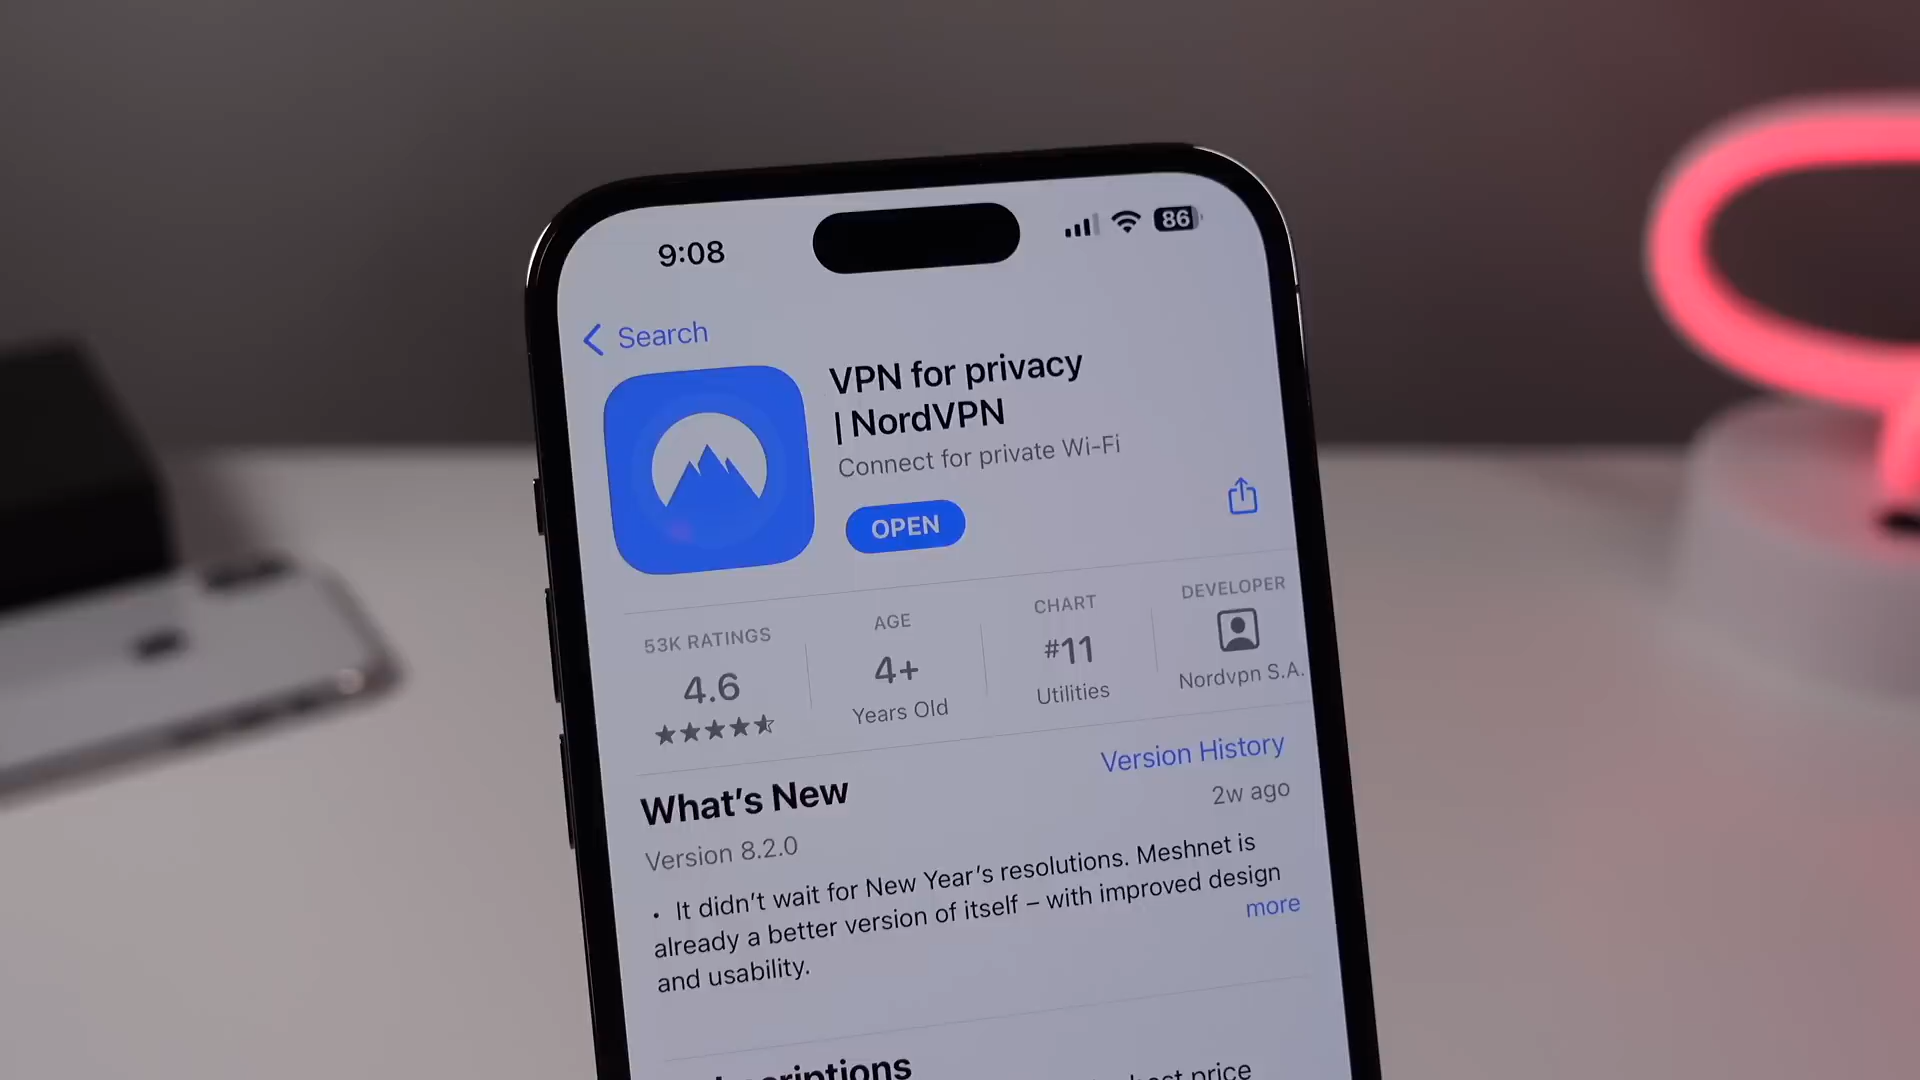 9:08
86
Search
VPN for privacy
| NordVPN
Connect for private Wi-Fi
OPEN
53K RATINGS
4.6
AGE
4+
Years Old
CHART
#11
Utilities
DEVELOPER
Nordvpn S.A.
What's New
Version History
Version 8.2.0
2w ago
• It didn't wait for New Year's resolutions. Meshnet is
already a better version of itself – with improved design
and usability.
more
price